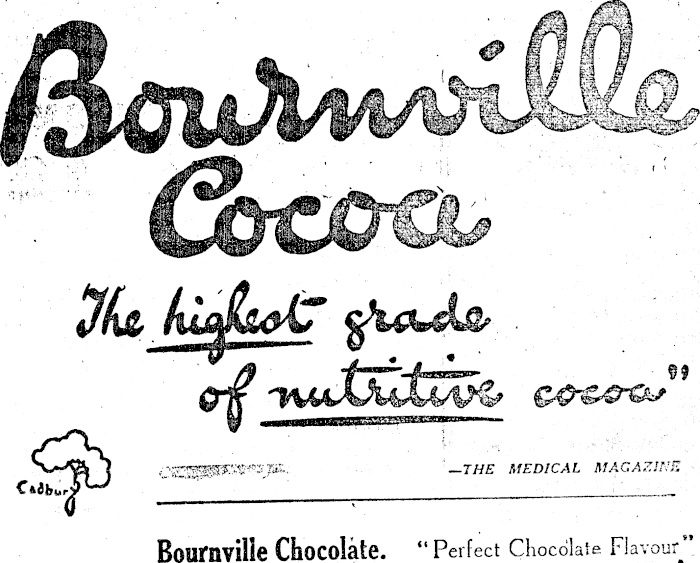 Bournville
Cocoa
The highest grade
of nutritive cocoa"
Cadbury
—THE MEDICAL MAGAZINE
Bournville Chocolate. "Perfect Chocolate Flavour"